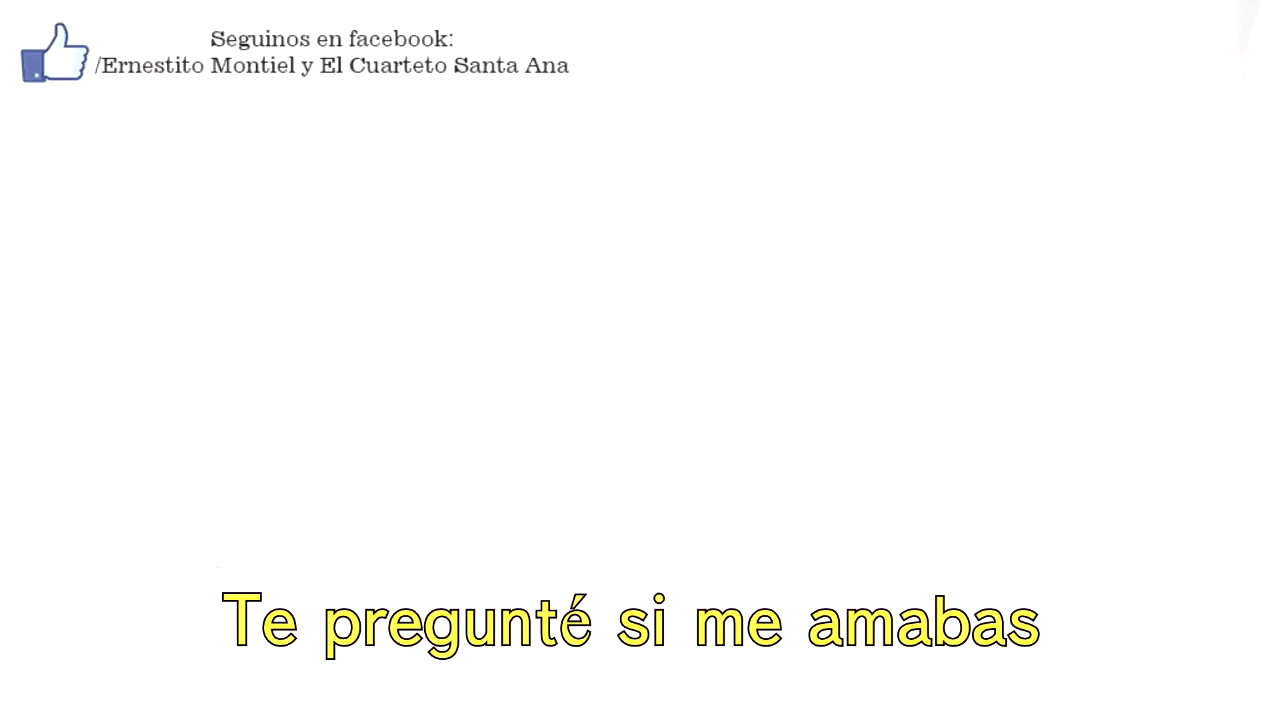 Seguinos en facebook:
/Ernestito Montiel y El Cuarteto Santa Ana
Te pregunté si me amabas